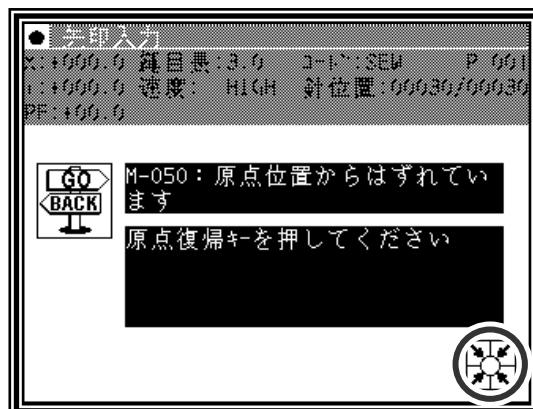 ● 矢印入力
X:+000.0 縫目長:3.0 コード:SEW P 001
Y:+000.0 速度: HIGH 針位置:00030/00030
PF:+00.0
GO
BACK
M-050:原点位置からはずれてい
ます
原点復帰キーを押してください